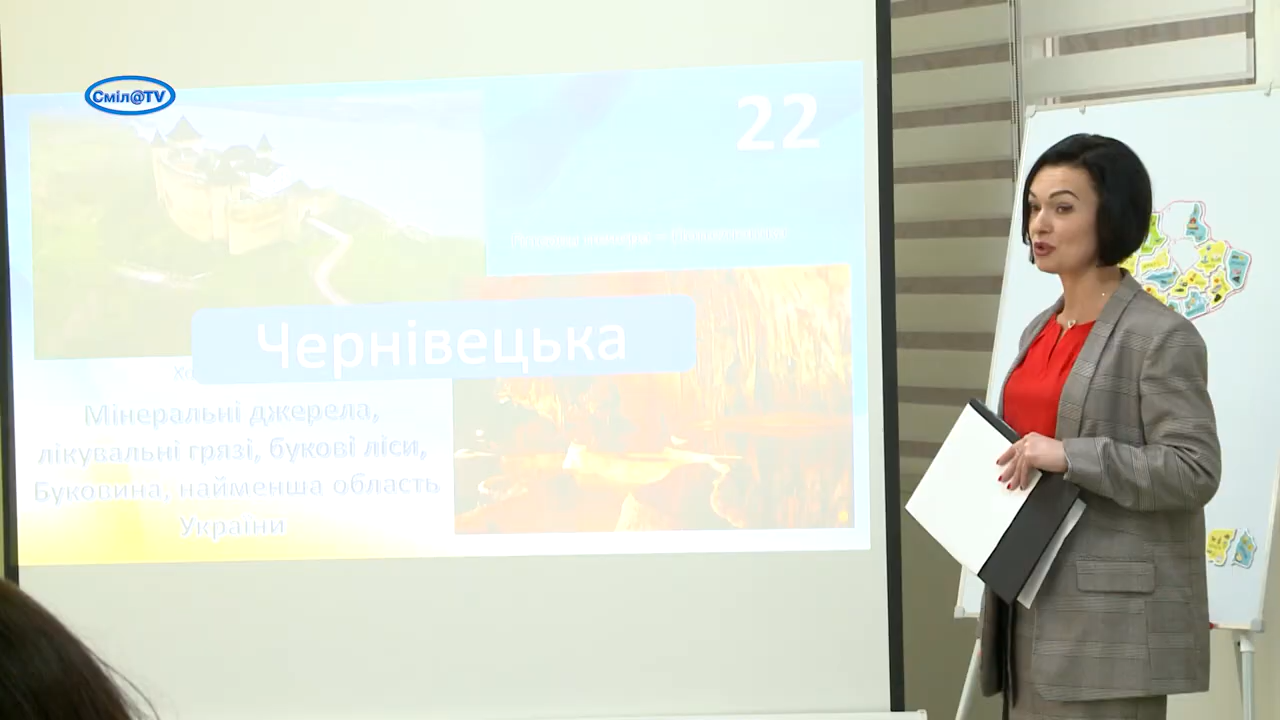 Сміл@TV
22
Чернівецька
Мінеральні джерела,
лікувальні грязі, букові ліси,
Буковина, найменша область
України